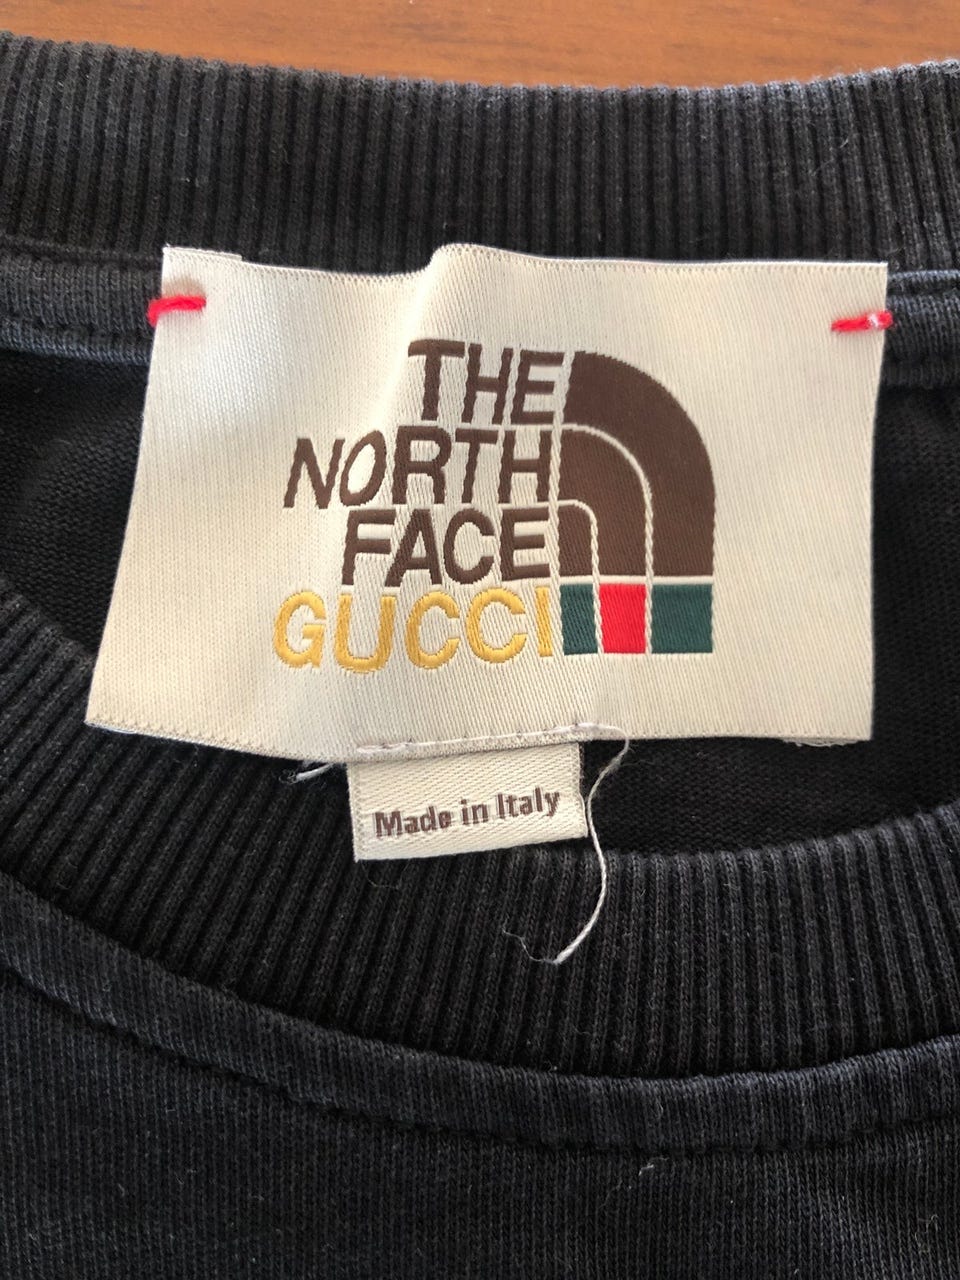 THE
NORTH
FACE
GUCCI
Made in Italy